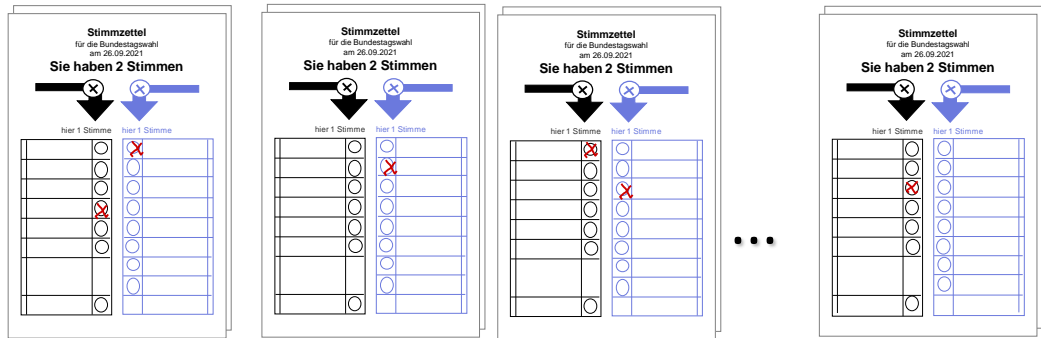 Stimmzettel
für die Bundestagswahl
am 26.09.2021
Sie haben 2 Stimmen
hier 1 Stimme hier 1 Stimme
Stimmzettel
für die Bundestagswahl
am 26.09.2021
Sie haben 2 Stimmen
hier 1 Stimme hier 1 Stimme
Stimmzettel
für die Bundestagswahl
am 26.09.2021
Sie haben 2 Stimmen
hier 1 Stimme hier 1 Stimme
...
Stimmzettel
für die Bundestagswahl
am 26.09.2021
Sie haben 2 Stimmen
hier 1 Stimme hier 1 Stimme